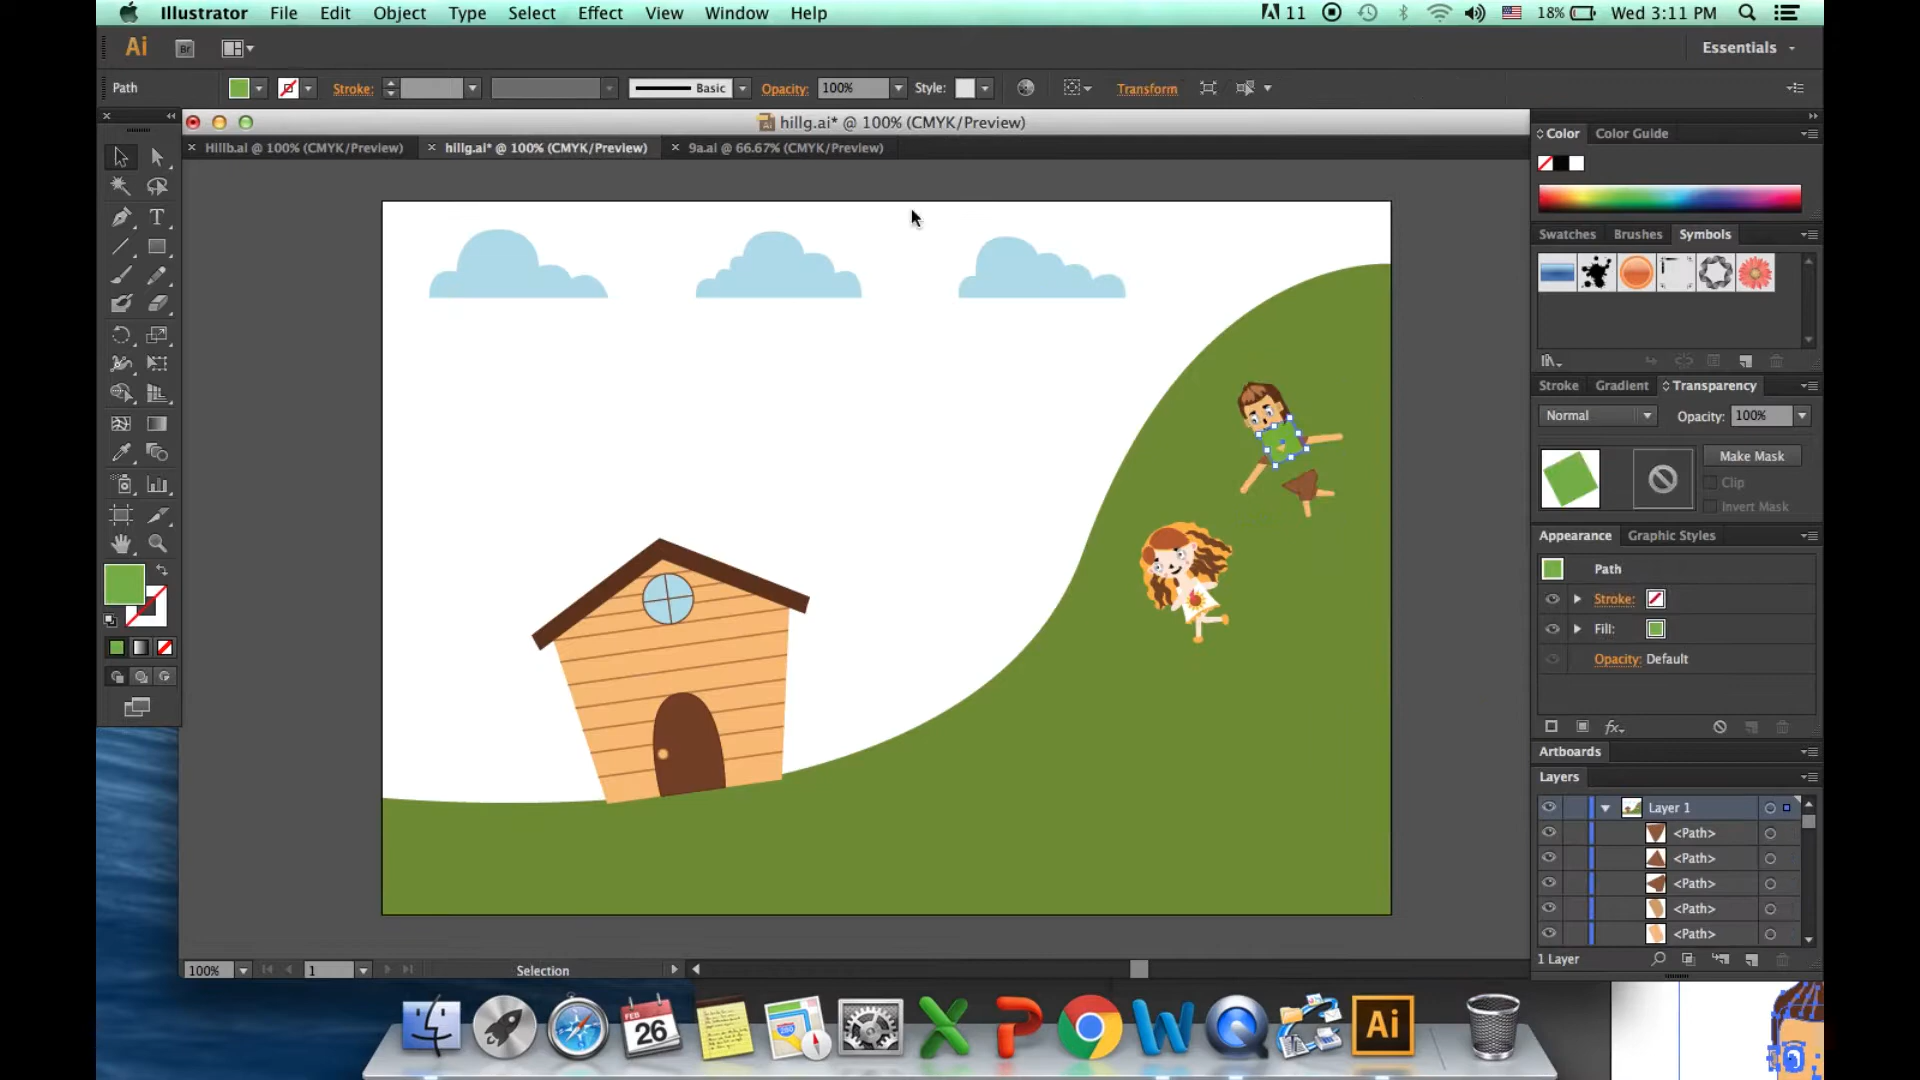 Illustrator File Edit Object Type Select Effect View Window Help 11 18% Wed 3:11 PM
Ai Br Essentials
Path Stroke: Basic Opacity: 100% Style: Transform
hillg.ai* @ 100% (CMYK/Preview)
Hillb.ai @ 100% (CMYK/Preview) hillg.ai* @ 100% (CMYK/Preview) 9a.ai @ 66.67% (CMYK/Preview)
Color Color Guide
Swatches Brushes Symbols
Stroke Gradient Transparency
Normal Opacity: 100%
Make Mask
Clip
Invert Mask
Appearance Graphic Styles
Path
Stroke:
Fill:
Opacity: Default
fx
Artboards
Layers
Layer 1
<Path>
<Path>
<Path>
<Path>
<Path>
1 Layer
100% 1 Selection
FEB
26
280
X P W Ai